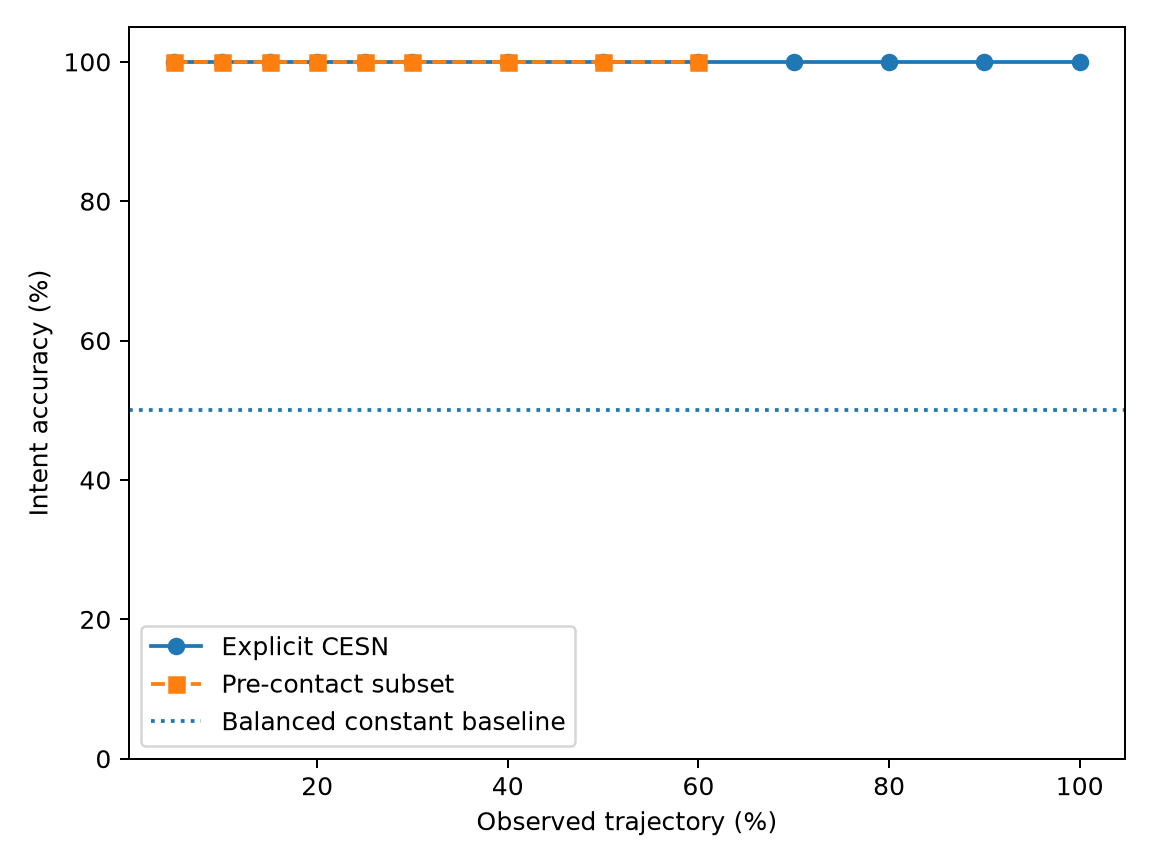 100
80
60
40
20
0
Intent accuracy (%)
Explicit CESN
Pre-contact subset
Balanced constant baseline
20 40 60 80 100
Observed trajectory (%)